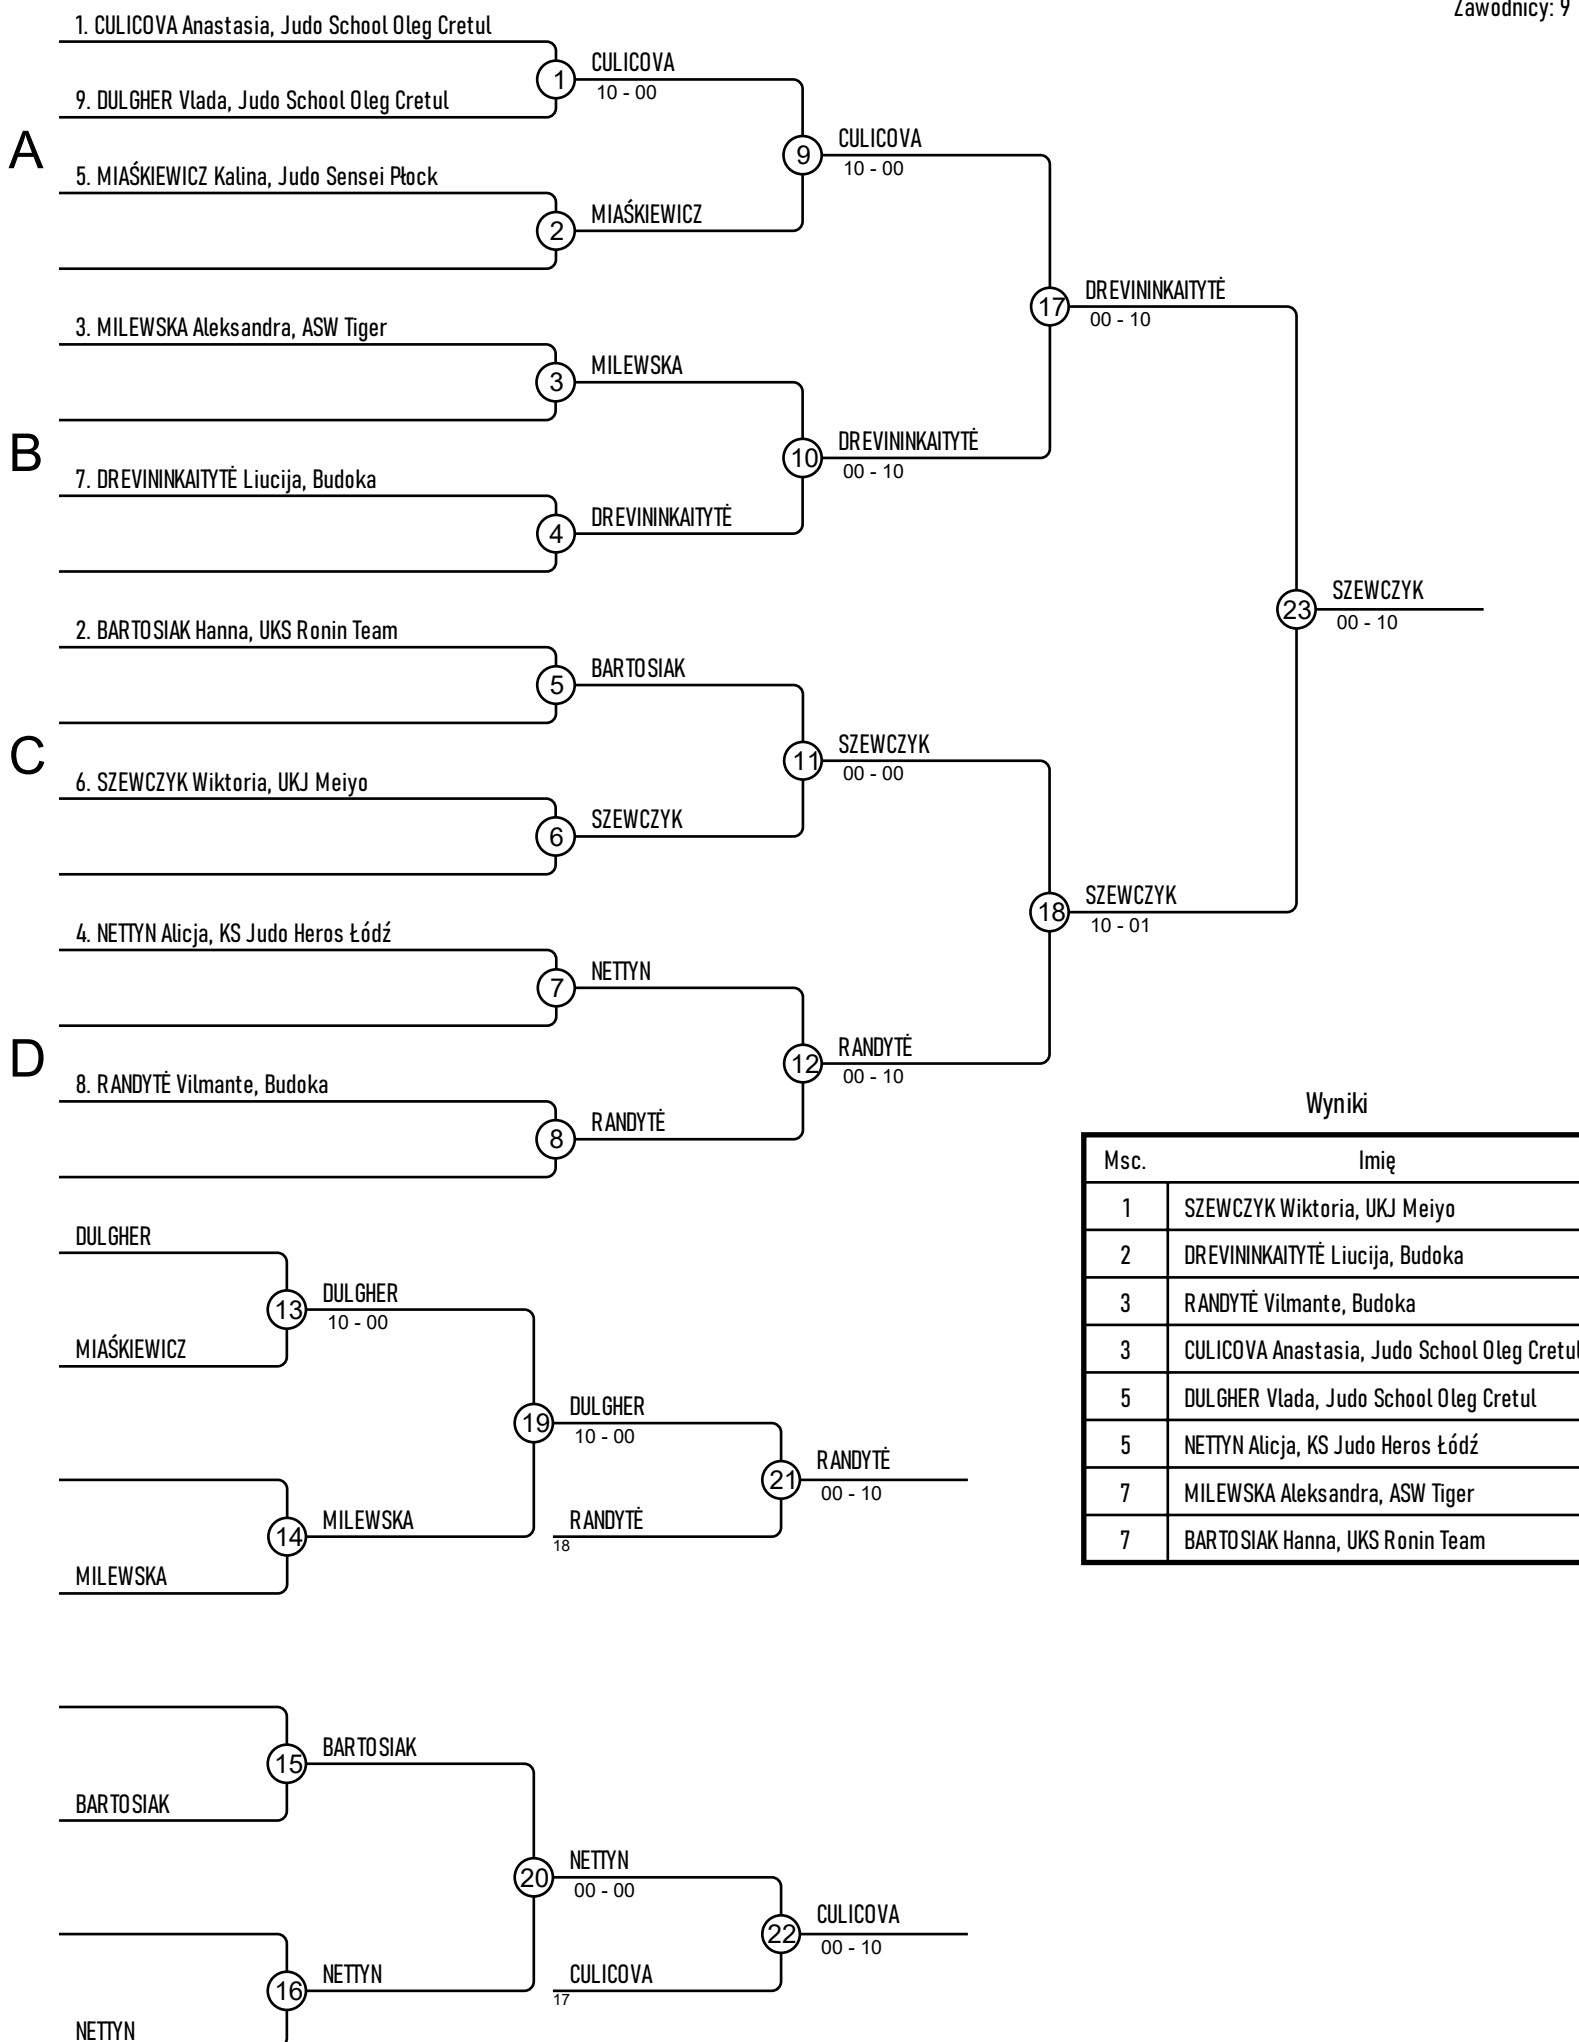 Zawodnicy: 9
1. CULICOVA Anastasia, Judo School Oleg Cretul
1
CULICOVA
10 - 00
9. DULGHER Vlada, Judo School Oleg Cretul
A
9
CULICOVA
10 - 00
5. MIAŚKIEWICZ Kalina, Judo Sensei Płock
2
MIAŚKIEWICZ
17
DREVININKAITYTĖ
00 - 10
3. MILEWSKA Aleksandra, ASW Tiger
3
MILEWSKA
B
10
DREVININKAITYTĖ
00 - 10
7. DREVININKAITYTĖ Liucija, Budoka
4
DREVININKAITYTĖ
23
SZEWCZYK
00 - 10
2. BARTOSIAK Hanna, UKS Ronin Team
5
BARTOSIAK
C
11
SZEWCZYK
00 - 00
6. SZEWCZYK Wiktoria, UKJ Meiyo
6
SZEWCZYK
18
SZEWCZYK
10 - 01
4. NETTYN Alicja, KS Judo Heros Łódź
7
NETTYN
D
12
RANDYTĖ
00 - 10
8. RANDYTĖ Vilmante, Budoka
8
RANDYTĖ
Wyniki
Msc. Imię
1 SZEWCZYK Wiktoria, UKJ Meiyo
2 DREVININKAITYTĖ Liucija, Budoka
3 RANDYTĖ Vilmante, Budoka
3 CULICOVA Anastasia, Judo School Oleg Cretul
5 DULGHER Vlada, Judo School Oleg Cretul
5 NETTYN Alicja, KS Judo Heros Łódź
7 MILEWSKA Aleksandra, ASW Tiger
7 BARTOSIAK Hanna, UKS Ronin Team
DULGHER
13
DULGHER
10 - 00
MIAŚKIEWICZ
19
DULGHER
10 - 00
21
RANDYTĖ
00 - 10
14
MILEWSKA
RANDYTĖ
18
MILEWSKA
15
BARTOSIAK
BARTOSIAK
20
NETTYN
00 - 00
22
CULICOVA
00 - 10
16
NETTYN
CULICOVA
17
NETTYN